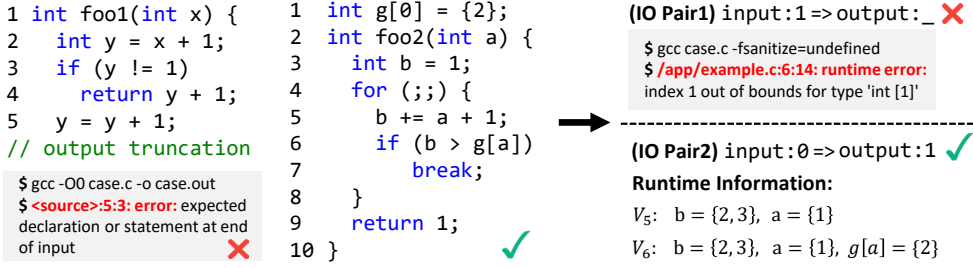 1 int foo1(int x) {
2   int y = x + 1;
3   if (y != 1)
4     return y + 1;
5   y = y + 1;
// output truncation
$ gcc -O0 case.c -o case.out
$ <source>:5:3: error: expected
declaration or statement at end
of input
1  int g[0] = {2};
2  int foo2(int a) {
3    int b = 1;
4    for (;;) {
5      b += a + 1;
6      if (b > g[a])
7        break;
8    }
9    return 1;
10 }
(IO Pair1) input:1=>output:_
$ gcc case.c -fsanitize=undefined
$ /app/example.c:6:14: runtime error:
index 1 out of bounds for type 'int [1]'
(IO Pair2) input:0=>output:1
Runtime Information:
V₅: b = {2,3}, a = {1}
V₆: b = {2,3}, a = {1}, g[a] = {2}